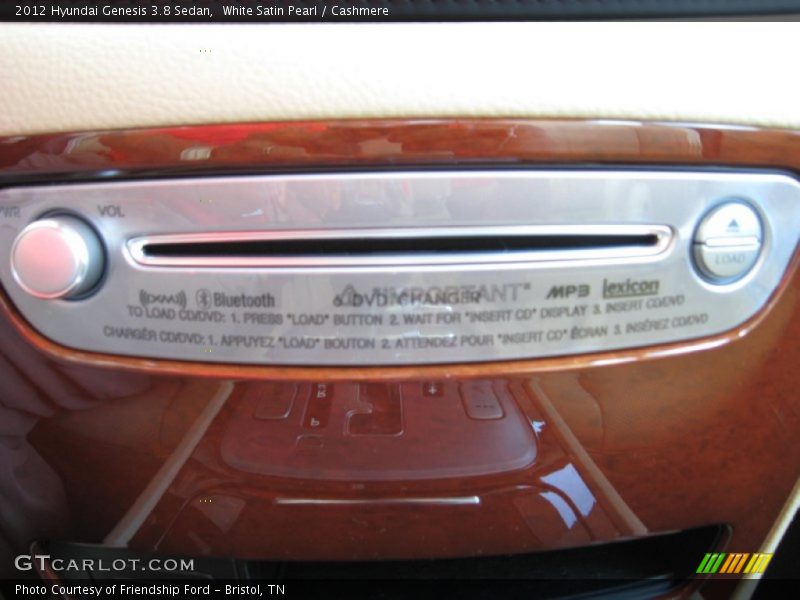 2012 Hyundai Genesis 3.8 Sedan, White Satin Pearl / Cashmere
PWR VOL
((XM)) Bluetooth 6 DVD CHANGER "IMPORTANT" MP3 lexicon
LOAD
TO LOAD CD/DVD: 1. PRESS "LOAD" BUTTON 2. WAIT FOR "INSERT CD" DISPLAY 3. INSERT CD/DVD
CHARGÉR CD/DVD: 1. APPUYEZ "LOAD" BOUTON 2. ATTENDEZ POUR "INSERT CD" ÉCRAN 3. INSÉREZ CD/DVD
GTCARLOT.COM
Photo Courtesy of Friendship Ford - Bristol, TN